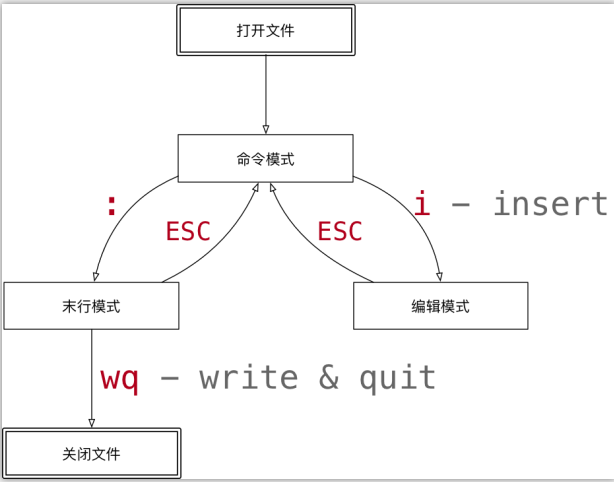 打开文件
命令模式
:
i - insert
ESC
ESC
末行模式
编辑模式
wq - write & quit
关闭文件